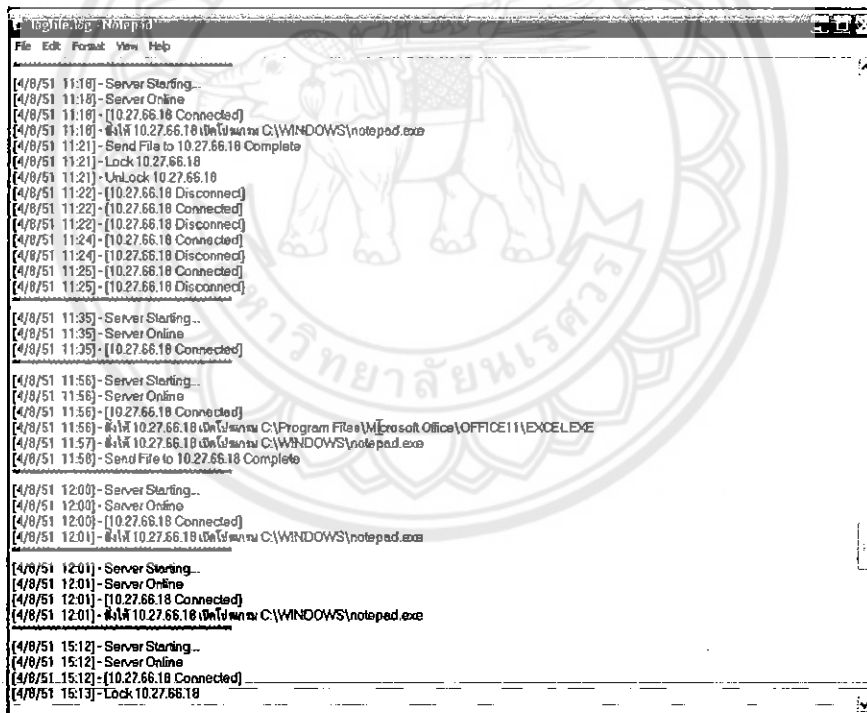 logfile.log - Notepad
File Edit Format View Help
[4/8/51 11:18] - Server Starting...
[4/8/51 11:18] - Server Online
[4/8/51 11:18] - [10.27.66.18 Connected]
[4/8/51 11:18] - สั่งให้ 10.27.66.18 เปิดโปรแกรม C:\WINDOWS\notepad.exe
[4/8/51 11:21] - Send File to 10.27.66.18 Complete
[4/8/51 11:21] - Lock 10.27.66.18
[4/8/51 11:21] - UnLock 10.27.66.18
[4/8/51 11:22] - [10.27.66.18 Disconnect]
[4/8/51 11:22] - [10.27.66.18 Connected]
[4/8/51 11:22] - [10.27.66.18 Disconnect]
[4/8/51 11:24] - [10.27.66.18 Connected]
[4/8/51 11:24] - [10.27.66.18 Disconnect]
[4/8/51 11:25] - [10.27.66.18 Connected]
[4/8/51 11:25] - [10.27.66.18 Disconnect]
[4/8/51 11:35] - Server Starting...
[4/8/51 11:35] - Server Online
[4/8/51 11:35] - [10.27.66.18 Connected]
[4/8/51 11:56] - Server Starting...
[4/8/51 11:56] - Server Online
[4/8/51 11:56] - [10.27.66.18 Connected]
[4/8/51 11:56] - สั่งให้ 10.27.66.18 เปิดโปรแกรม C:\Program Files\Microsoft Office\OFFICE11\EXCEL.EXE
[4/8/51 11:57] - สั่งให้ 10.27.66.18 เปิดโปรแกรม C:\WINDOWS\notepad.exe
[4/8/51 11:58] - Send File to 10.27.66.18 Complete
[4/8/51 12:00] - Server Starting...
[4/8/51 12:00] - Server Online
[4/8/51 12:00] - [10.27.66.18 Connected]
[4/8/51 12:01] - สั่งให้ 10.27.66.18 เปิดโปรแกรม C:\WINDOWS\notepad.exe
[4/8/51 12:01] - Server Starting...
[4/8/51 12:01] - Server Online
[4/8/51 12:01] - [10.27.66.18 Connected]
[4/8/51 12:01] - สั่งให้ 10.27.66.18 เปิดโปรแกรม C:\WINDOWS\notepad.exe
[4/8/51 15:12] - Server Starting...
[4/8/51 15:12] - Server Online
[4/8/51 15:12] - [10.27.66.18 Connected]
[4/8/51 15:13] - Lock 10.27.66.18
มหาวิทยาลัยนเรศวร